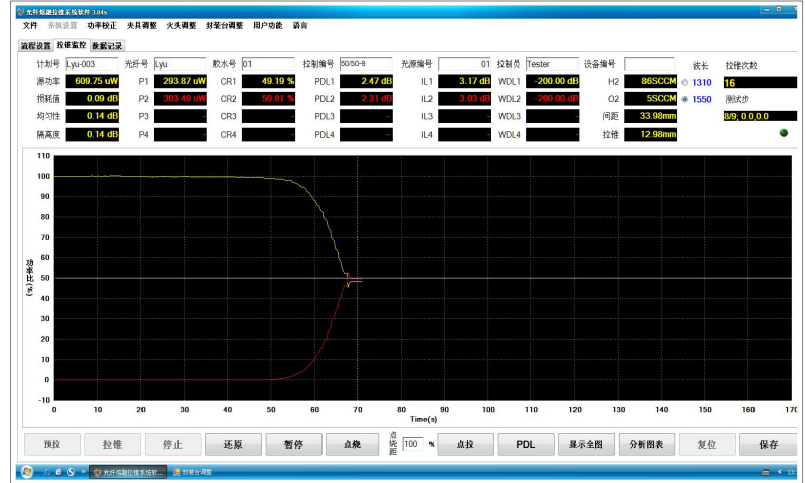 光纤熔融拉锥系统软件 3.04s
文件 系统设置 功率校正 夹具调整 火头调整 封装台调整 用户功能 语言
流程设置 拉锥监控 数据记录
计划号 Lyu-003 光纤号 Lyu 胶水号 01 控制编号 50/50-9 光源编号 01 控制员 Tester 设备编号 波长 拉锥次数
源功率 609.75 uW P1 293.87 uW CR1 49.19 % PDL1 2.47 dB IL1 3.17 dB WDL1 -200.00 dB H2 86SCCM 1310 16
损耗值 0.09 dB P2 303.49 uW CR2 50.81 % PDL2 2.31 dB IL2 3.03 dB WDL2 -200.00 dB O2 5SCCM 1550 测试步
均匀性 0.14 dB P3 - CR3 - PDL3 - IL3 - WDL3 - 间距 33.98mm 8/9; 0.0,0.0
隔离度 0.14 dB P4 - CR4 - PDL4 - IL4 - WDL4 - 拉锥 12.98mm
110
100
90
80
70
60
50
40
30
20
10
0
-10
功率比(%)
0 10 20 30 40 50 60 70 80 90 100 110 120 130 140 150 160 170
Time(s)
预拉 拉锥 停止 还原 暂停 点烧 点烧距 100 % 点拉 PDL 显示全图 分析图表 复位 保存
光纤熔融拉锥系统软... 封装台调整